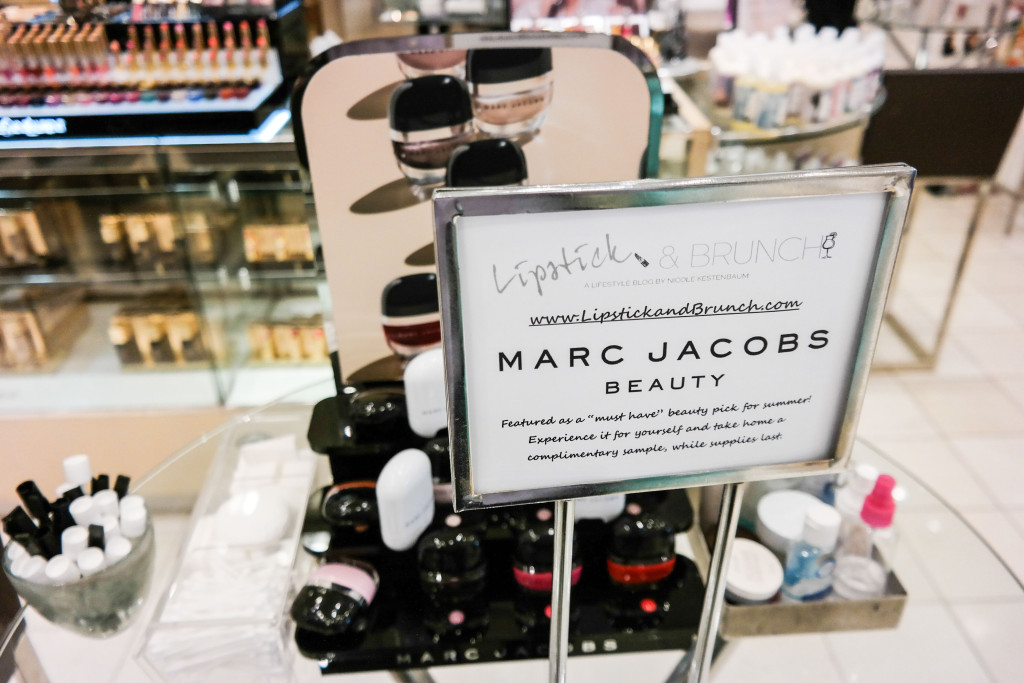 Lipstick & BRUNCH
A LIFESTYLE BLOG BY NICOLE KESTENBAUM
www.LipstickandBrunch.com
MARC JACOBS
BEAUTY
Featured as a “must have” beauty pick for summer!
Experience it for yourself and take home a
complimentary sample, while supplies last
MARC JACOBS